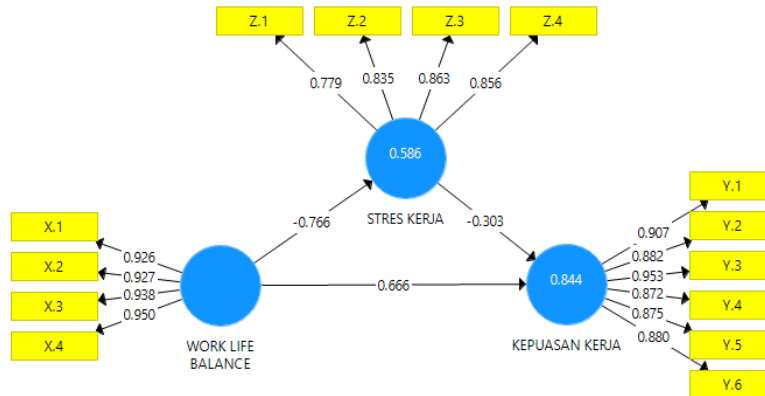 Z.1 Z.2 Z.3 Z.4
0.779 0.835 0.863 0.856
0.586
STRES KERJA
-0.766 -0.303
X.1
X.2
X.3
X.4
0.926
0.927
0.938
0.950
WORK LIFE
BALANCE
0.666
0.844
KEPUASAN KERJA
0.907
0.882
0.953
0.872
0.875
0.880
Y.1
Y.2
Y.3
Y.4
Y.5
Y.6